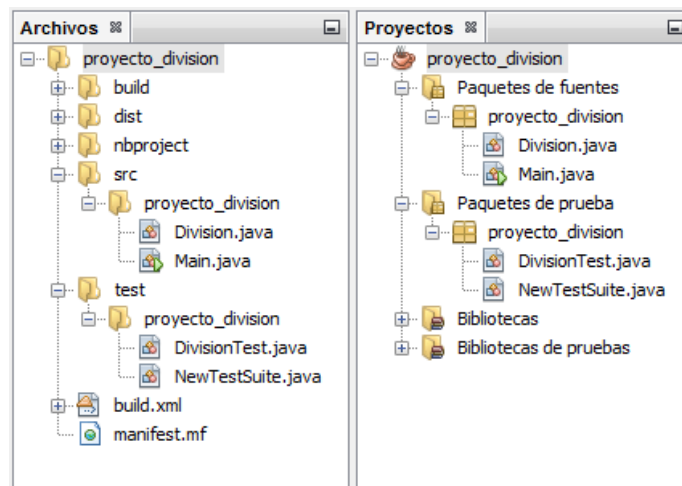 Archivos
proyecto_division
build
dist
nbproject
src
proyecto_division
Division.java
Main.java
test
proyecto_division
DivisionTest.java
NewTestSuite.java
build.xml
manifest.mf
Proyectos
proyecto_division
Paquetes de fuentes
proyecto_division
Division.java
Main.java
Paquetes de prueba
proyecto_division
DivisionTest.java
NewTestSuite.java
Bibliotecas
Bibliotecas de pruebas